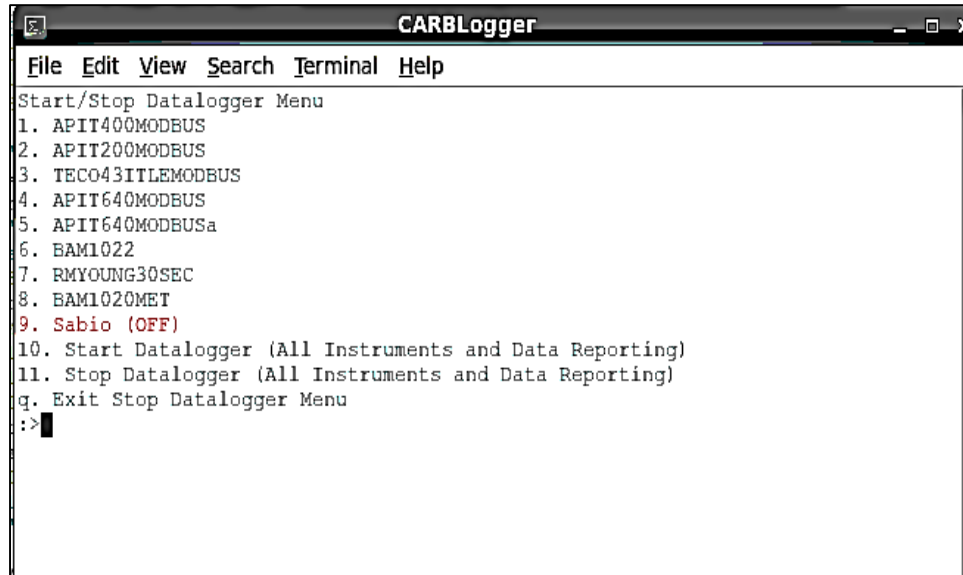 CARBLogger
File Edit View Search Terminal Help
Start/Stop Datalogger Menu
1. APIT400MODBUS
2. APIT200MODBUS
3. TECO43ITLEMODBUS
4. APIT640MODBUS
5. APIT640MODBUSa
6. BAM1022
7. RMYOUNG30SEC
8. BAM1020MET
9. Sabio (OFF)
10. Start Datalogger (All Instruments and Data Reporting)
11. Stop Datalogger (All Instruments and Data Reporting)
q. Exit Stop Datalogger Menu
:>